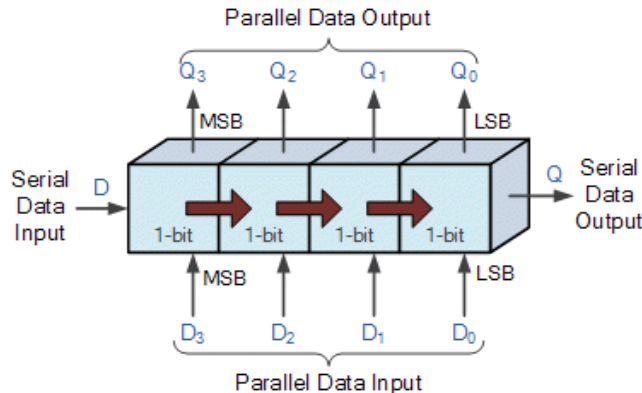 Parallel Data Output
Q₃ Q₂ Q₁ Q₀
MSB LSB
Serial Data Input
D
Q
Serial Data Output
1-bit 1-bit 1-bit 1-bit
MSB LSB
D₃ D₂ D₁ D₀
Parallel Data Input